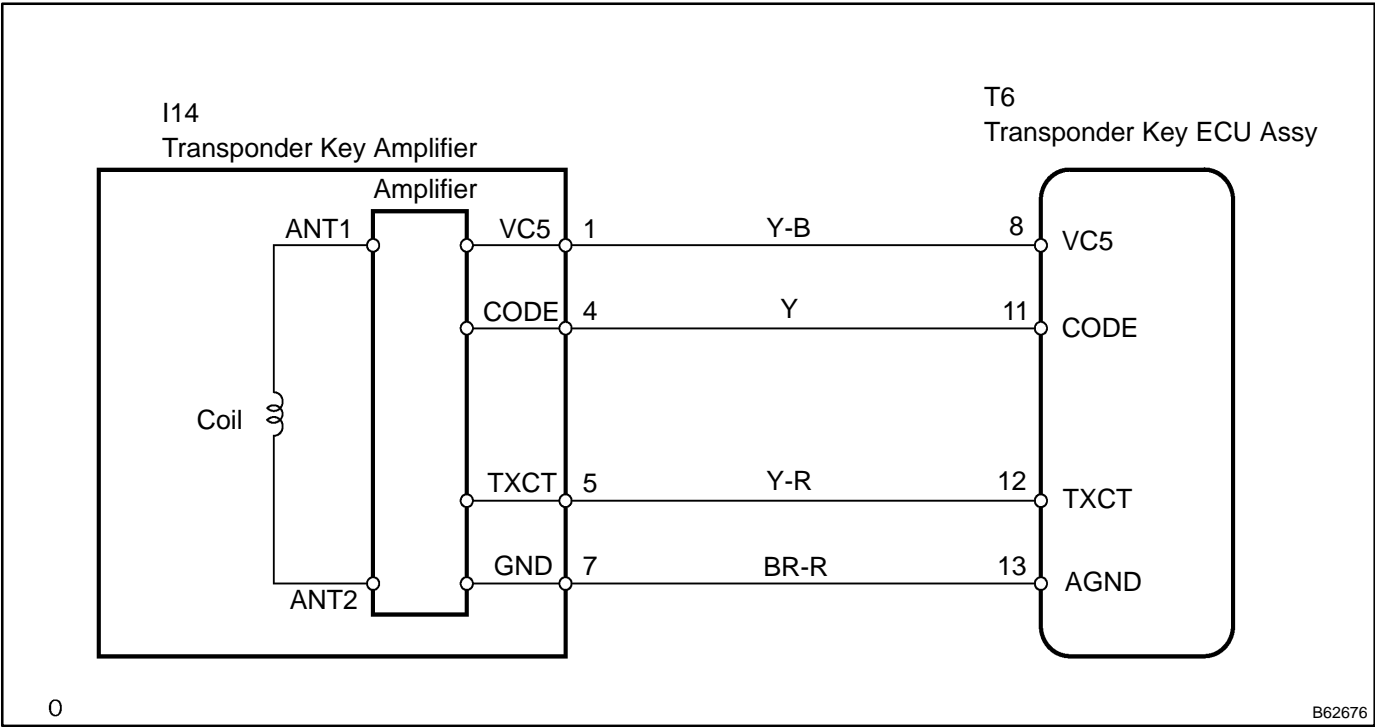 I14
Transponder Key Amplifier
T6
Transponder Key ECU Assy
Amplifier
ANT1
VC5 1 Y-B 8 VC5
CODE 4 Y 11 CODE
Coil
TXCT 5 Y-R 12 TXCT
GND 7 BR-R 13 AGND
ANT2
0
B62676